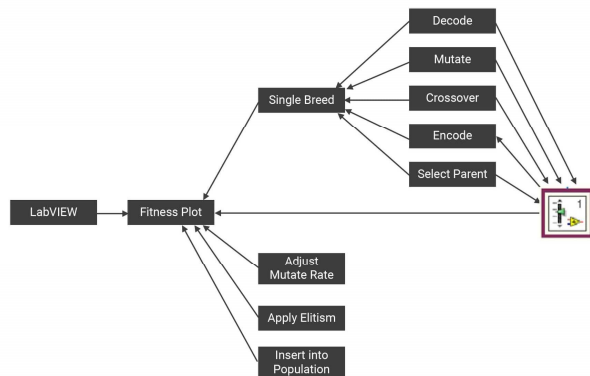 Decode
Mutate
Single Breed
Crossover
Encode
Select Parent
LabVIEW
Fitness Plot
1
Adjust
Mutate Rate
Apply Elitism
Insert into
Population